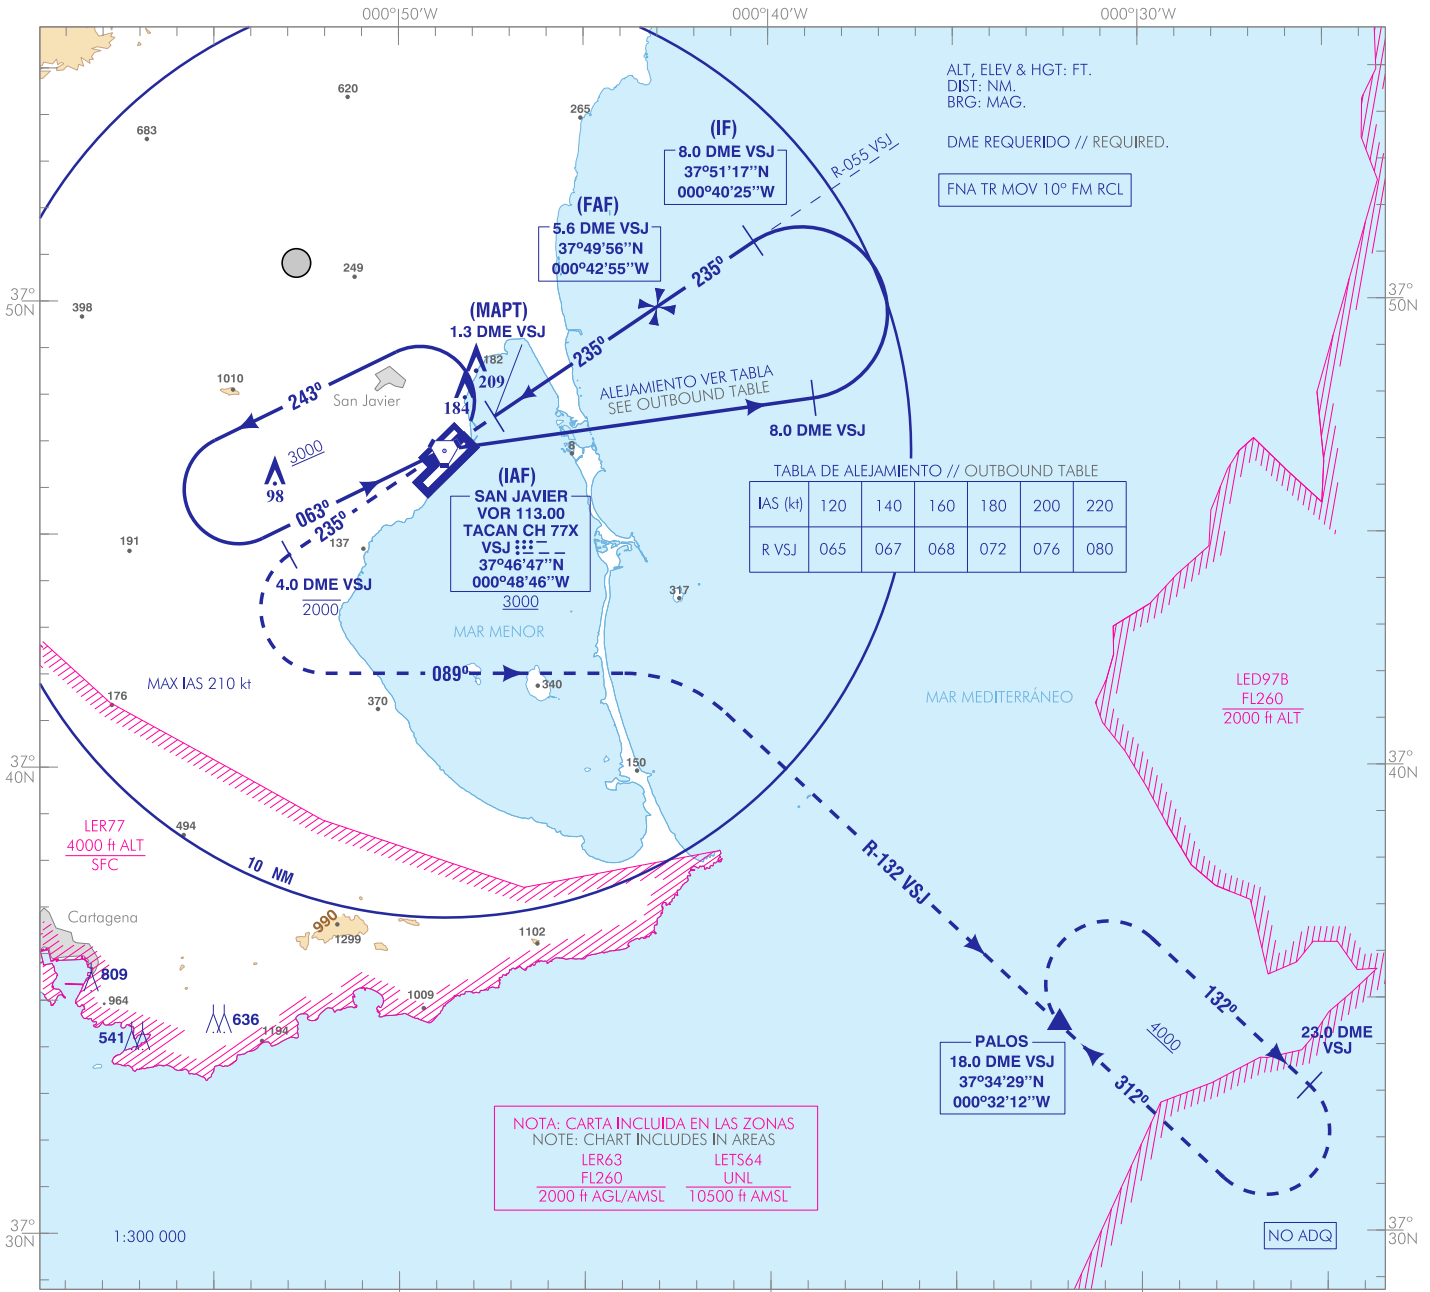 000°50'W
000°40'W
000°30'W
ALT, ELEV & HGT: FT.
DIST: NM.
BRG: MAG.
DME REQUERIDO // REQUIRED.
FNA TR MOV 10° FM RCL
620
683
265
249
398
(IF)
8.0 DME VSJ
37°51'17''N
000°40'25''W
R-055 VSJ
(FAF)
5.6 DME VSJ
37°49'56''N
000°42'55''W
235°
37°
50N
37°
50N
(MAPT)
1.3 DME VSJ
235°
182
209
184
1010
San Javier
243°
ALEJAMIENTO VER TABLA
SEE OUTBOUND TABLE
8.0 DME VSJ
3000
98
8
063°
235°
191
137
4.0 DME VSJ
2000
(IAF)
SAN JAVIER
VOR 113.00
TACAN CH 77X
VSJ
37°46'47''N
000°48'46''W
3000
TABLA DE ALEJAMIENTO // OUTBOUND TABLE
IAS (kt) 120 140 160 180 200 220
R VSJ 065 067 068 072 076 080
317
MAR MENOR
089°
340
MAX IAS 210 kt
176
370
MAR MEDITERRÁNEO
LED97B
FL260
2000 ft ALT
37°
40N
37°
40N
150
LER77
4000 ft ALT
SFC
494
10 NM
R-132 VSJ
Cartagena
990
1299
1102
809
964
1009
541
636
1194
132°
4000
23.0 DME
VSJ
312°
PALOS
18.0 DME VSJ
37°34'29''N
000°32'12''W
NOTA: CARTA INCLUIDA EN LAS ZONAS
NOTE: CHART INCLUDES IN AREAS
LER63 LETS64
FL260 UNL
2000 ft AGL/AMSL 10500 ft AMSL
37°
30N
37°
30N
1:300 000
NO ADQ